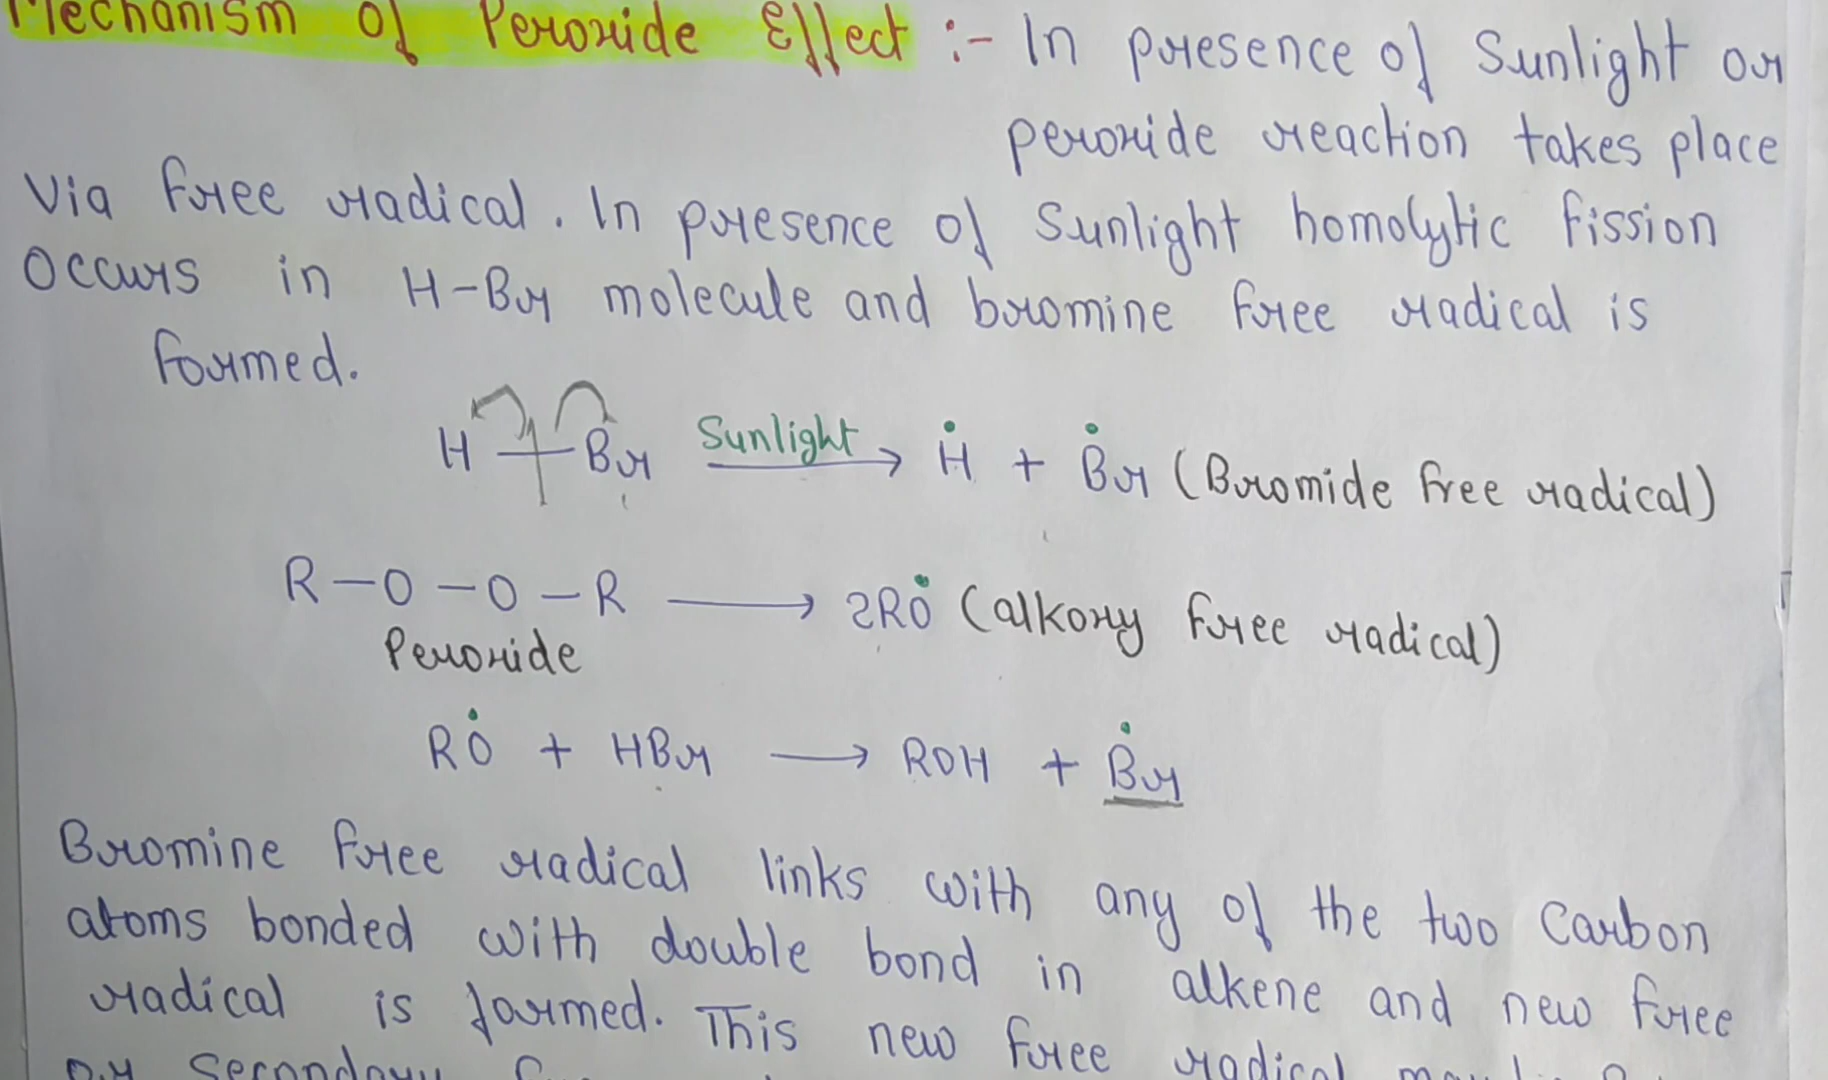 Mechanism Of Peroxide Effect :- In presence of Sunlight or
peroxide reaction takes place
Via free radical. In presence of Sunlight homolytic fission
Occurs in H-Br molecule and bromine free radical is
formed.
H — Br Sunlight → Ḣ + Ḃr (Bromide free radical)
R — O — O — R ⟶ 2RȮ (alkoxy free radical)
Peroxide
RȮ + HBr ⟶ ROH + Ḃr
Bromine free radical links with any of the two Carbon
atoms bonded with double bond in alkene and new free
radical is formed. This new free radical may
or secondary